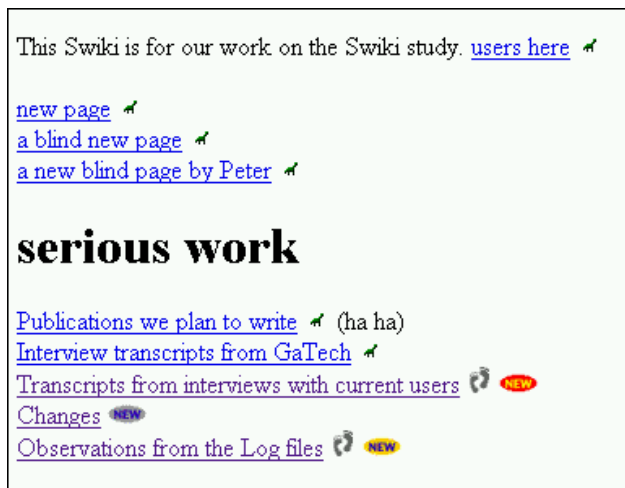 This Swiki is for our work on the Swiki study. users here
new page
a blind new page
a new blind page by Peter
serious work
Publications we plan to write (ha ha)
Interview transcripts from GaTech
Transcripts from interviews with current users NEW
Changes NEW
Observations from the Log files NEW